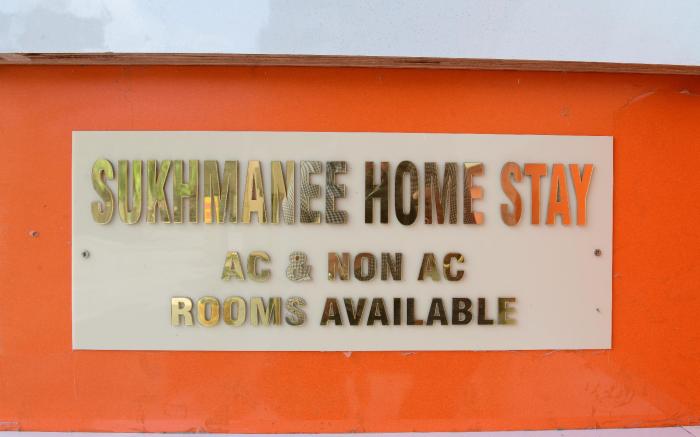 SUKHMANEE HOME STAY
AC & NON AC
ROOMS AVAILABLE